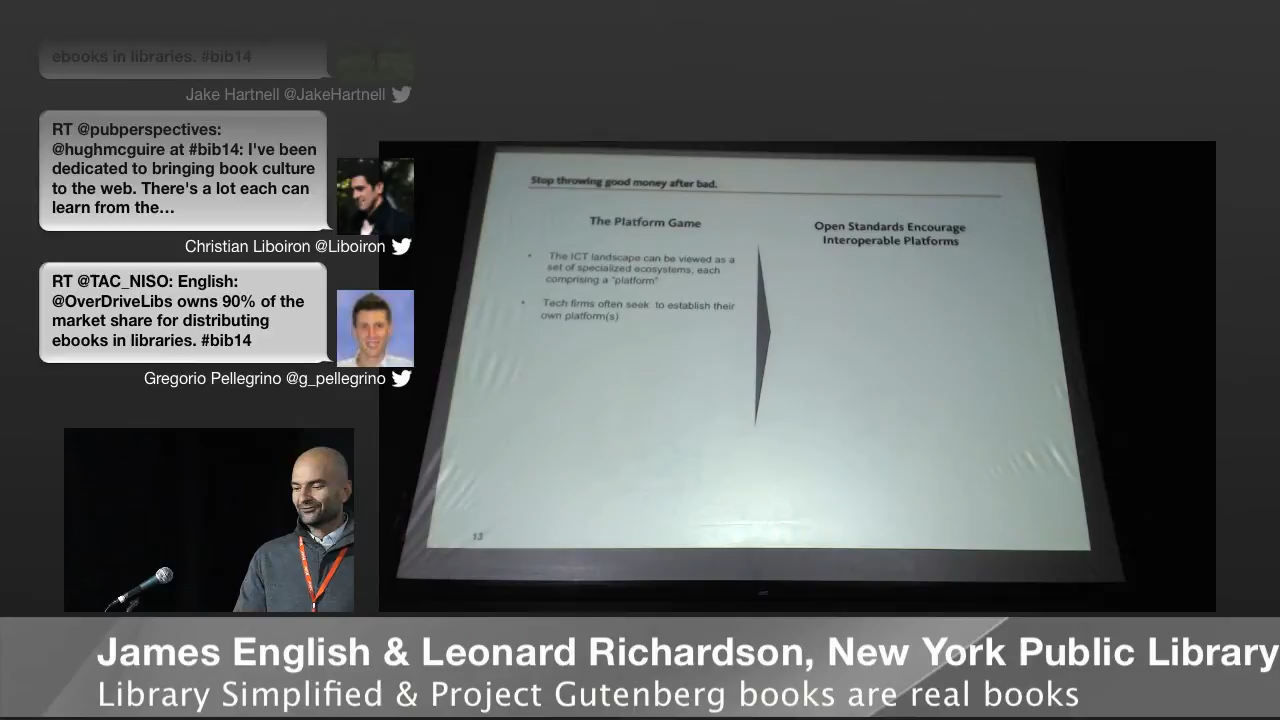 ebooks in libraries. #bib14
Jake Hartnell @JakeHartnell
RT @pubperspectives:
@hughmcguire at #bib14: I've been
dedicated to bringing book culture
to the web. There's a lot each can
learn from the…
Christian Liboiron @Liboiron
RT @TAC_NISO: English:
@OverDriveLibs owns 90% of the
market share for distributing
ebooks in libraries. #bib14
Gregorio Pellegrino @g_pellegrino
Stop throwing good money after bad.
The Platform Game
• The ICT landscape can be viewed as a
set of specialized ecosystems, each
comprising a "platform"
• Tech firms often seek to establish their
own platform(s)
Open Standards Encourage
Interoperable Platforms
13
James English & Leonard Richardson, New York Public Library
Library Simplified & Project Gutenberg books are real books